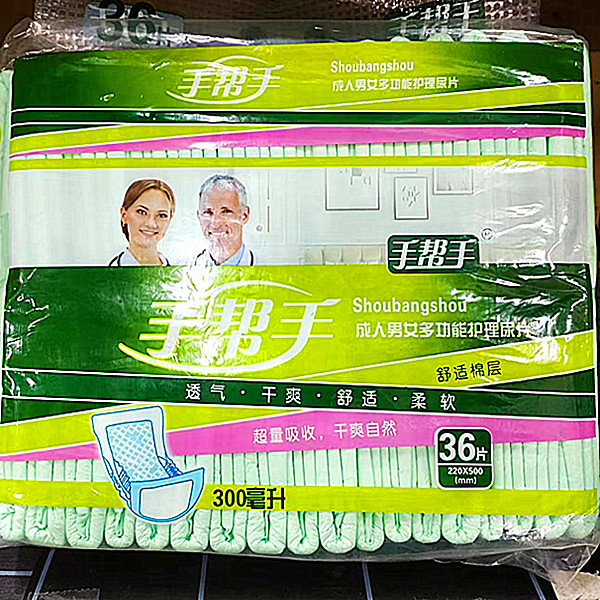 36
手帮手
Shoubangshou
成人男女多功能护理尿片
手帮手
®
手帮手
Shoubangshou
成人男女多功能护理尿片
舒适棉层
透气·干爽·舒适·柔软
超量吸收，干爽自然
36片
220X500
(mm)
300毫升